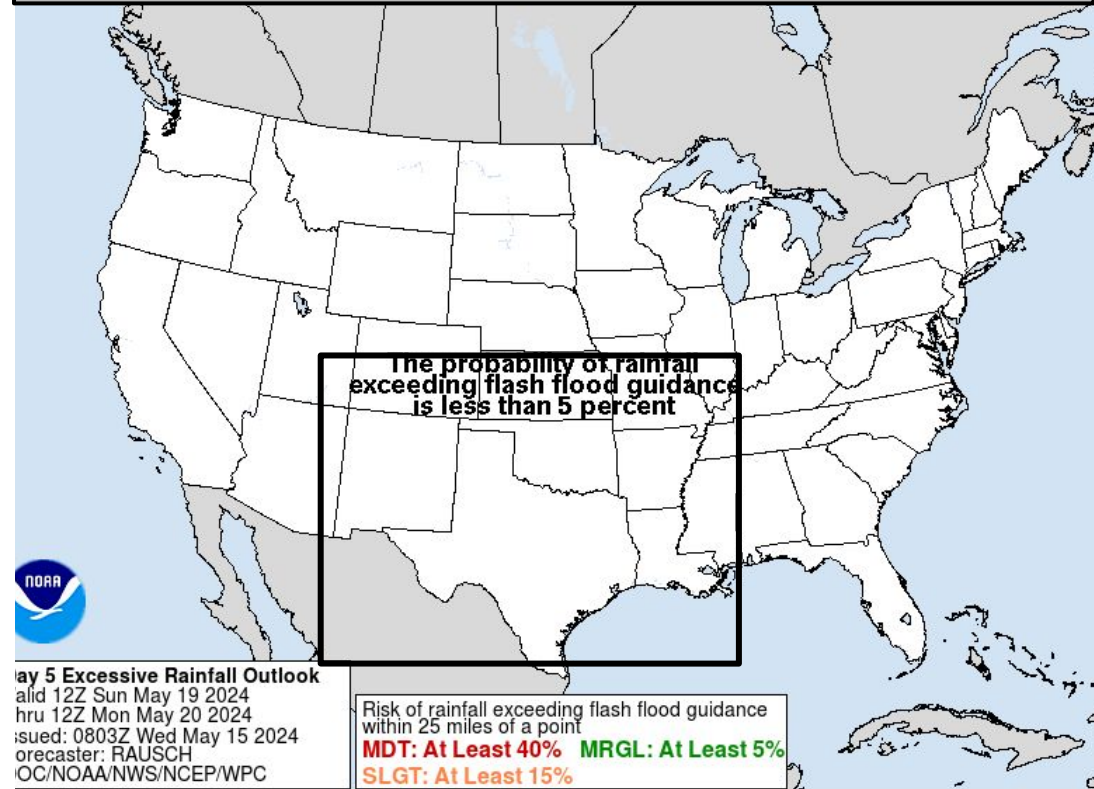 The probability of rainfall
exceeding flash flood guidance
is less than 5 percent
NOAA
ay 5 Excessive Rainfall Outlook
alid 12Z Sun May 19 2024
hru 12Z Mon May 20 2024
ssued: 0803Z Wed May 15 2024
orecaster: RAUSCH
OC/NOAA/NWS/NCEP/WPC
Risk of rainfall exceeding flash flood guidance
within 25 miles of a point
MDT: At Least 40% MRGL: At Least 5%
SLGT: At Least 15%